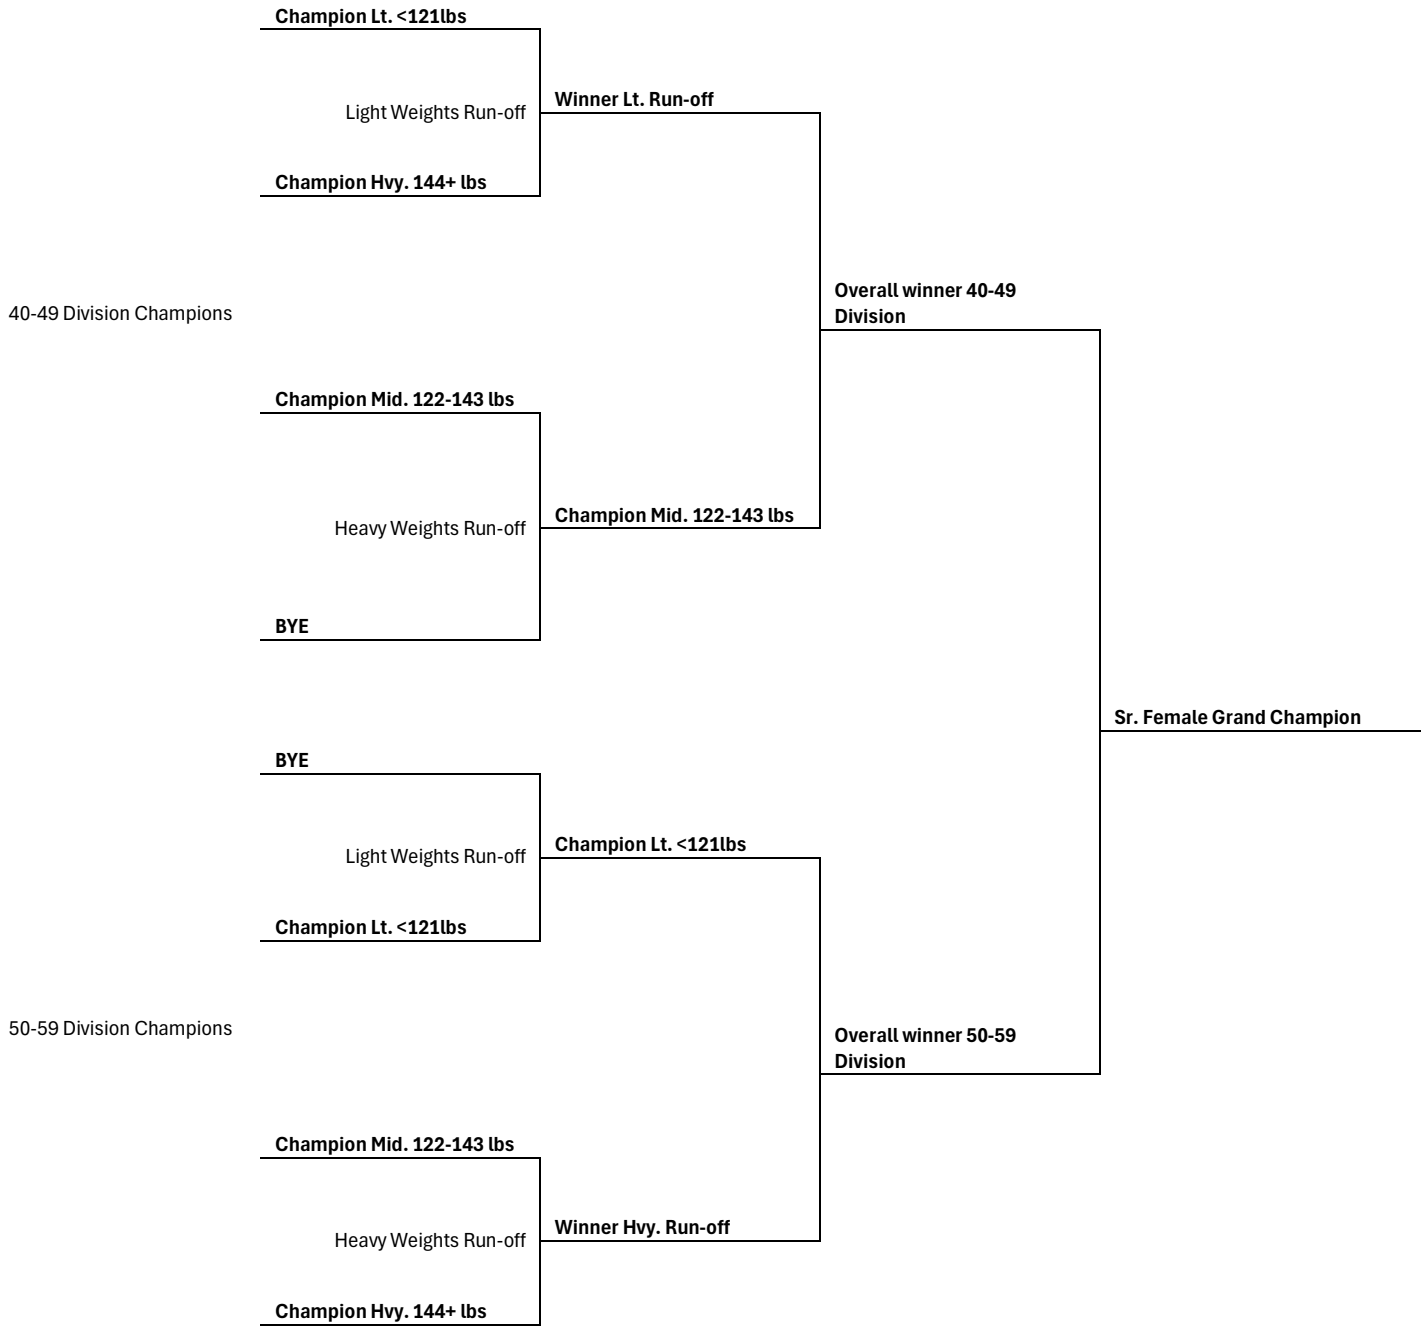 Champion Lt. <121lbs
Light Weights Run-off
Winner Lt. Run-off
Champion Hvy. 144+ lbs
40-49 Division Champions
Overall winner 40-49
Division
Champion Mid. 122-143 lbs
Heavy Weights Run-off
Champion Mid. 122-143 lbs
BYE
Sr. Female Grand Champion
BYE
Light Weights Run-off
Champion Lt. <121lbs
Champion Lt. <121lbs
50-59 Division Champions
Overall winner 50-59
Division
Champion Mid. 122-143 lbs
Heavy Weights Run-off
Winner Hvy. Run-off
Champion Hvy. 144+ lbs